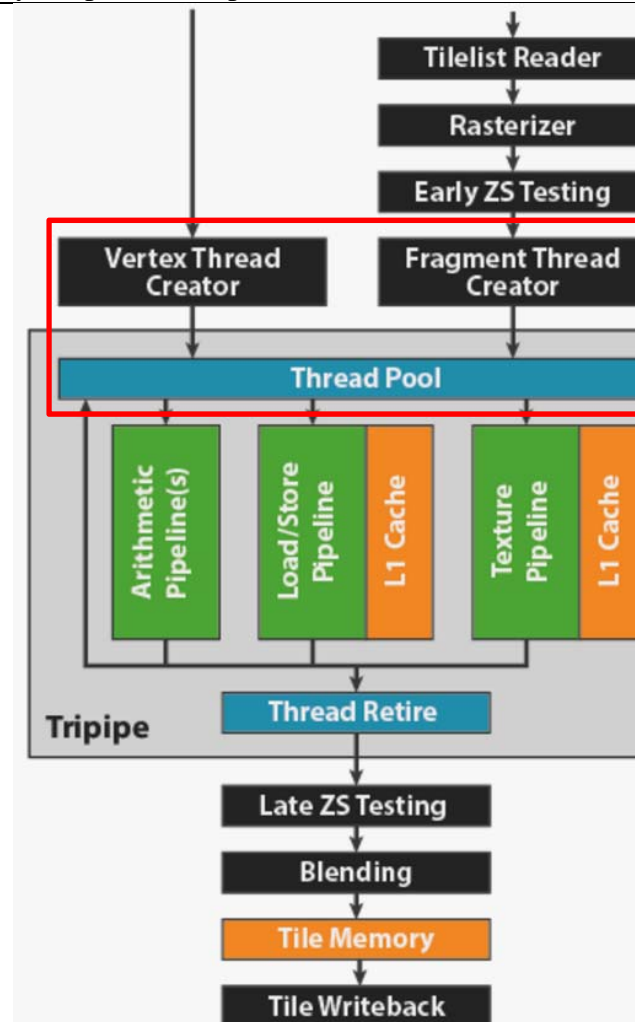 Tilelist Reader
Rasterizer
Early ZS Testing
Vertex Thread
Creator
Fragment Thread
Creator
Thread Pool
Arithmetic
Pipeline(s)
Load/Store
Pipeline
L1 Cache
Texture
Pipeline
L1 Cache
Thread Retire
Tripipe
Late ZS Testing
Blending
Tile Memory
Tile Writeback